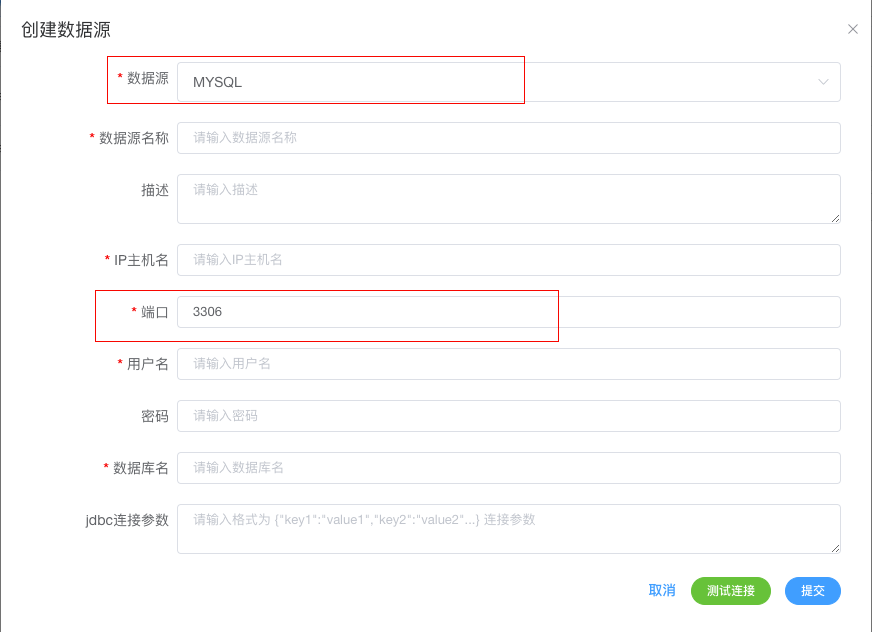 创建数据源
* 数据源 MYSQL
* 数据源名称 请输入数据源名称
描述 请输入描述
* IP主机名 请输入IP主机名
* 端口 3306
* 用户名 请输入用户名
密码 请输入密码
* 数据库名 请输入数据库名
jdbc连接参数 请输入格式为 {"key1":"value1","key2":"value2"...} 连接参数
取消 测试连接 提交